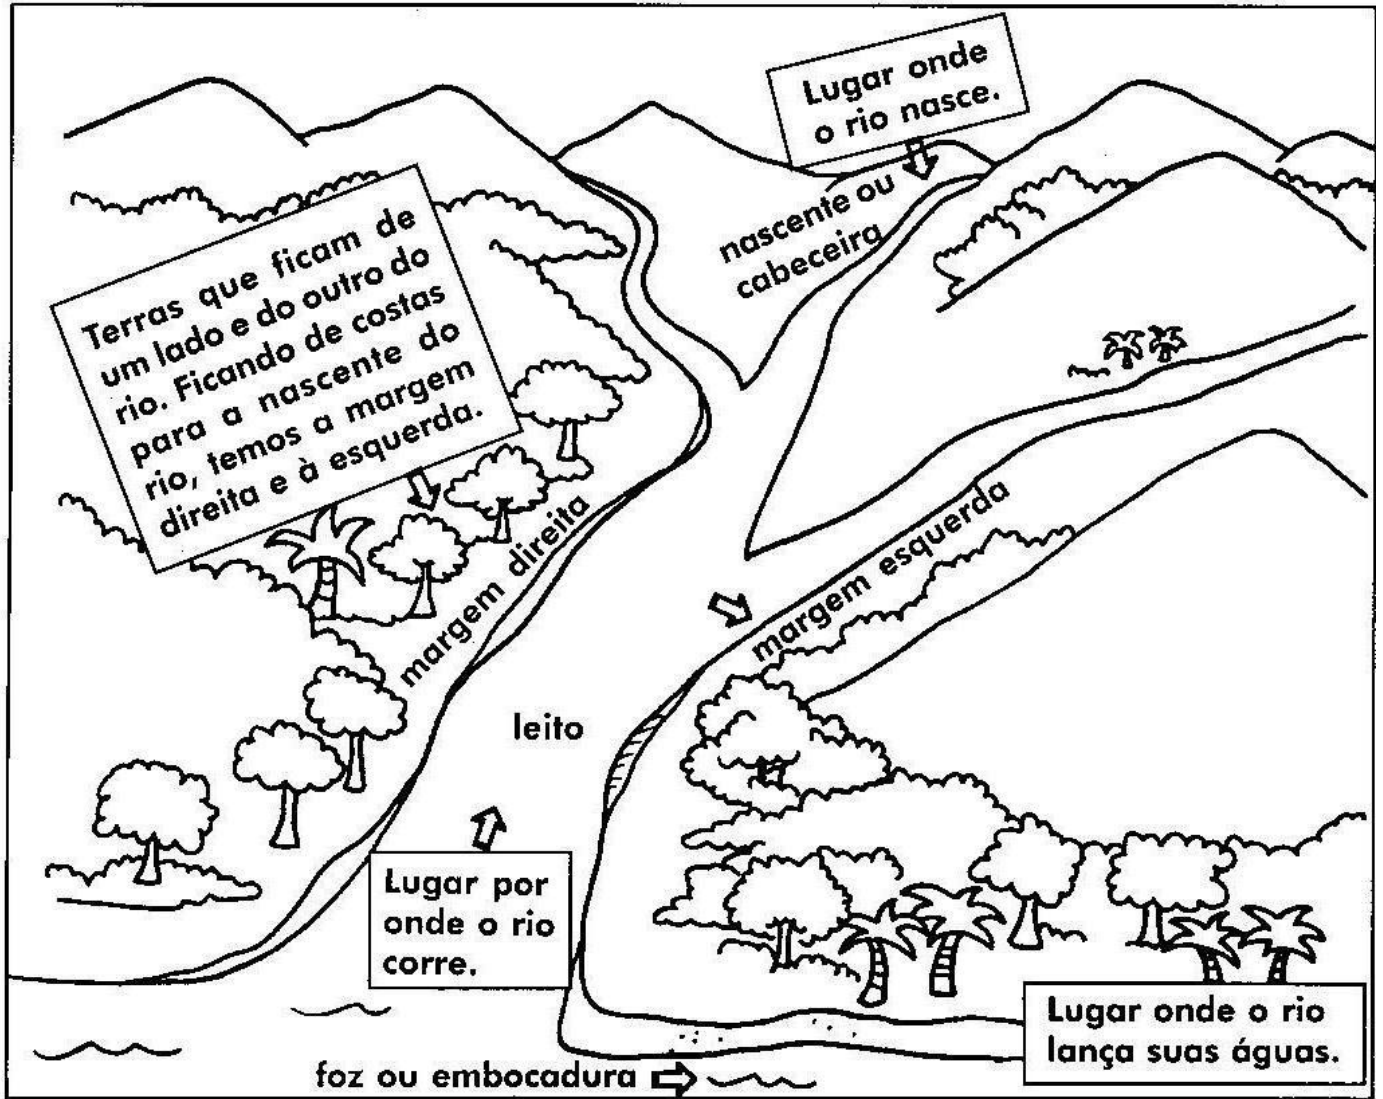 Lugar onde
o rio nasce.
nascente ou
cabeceira
Terras que ficam de
um lado e do outro do
rio. Ficando de costas
para a nascente do
rio, temos a margem
direita e à esquerda.
margem direita
margem esquerda
leito
Lugar por
onde o rio
corre.
Lugar onde o rio
lança suas águas.
foz ou embocadura